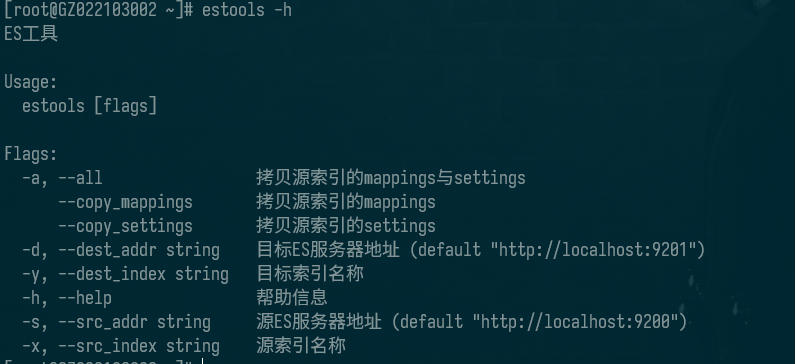 [root@GZ022103002 ~]# estools -h
ES工具
Usage:
  estools [flags]
Flags:
  -a, --all                 拷贝源索引的mappings与settings
      --copy_mappings       拷贝源索引的mappings
      --copy_settings       拷贝源索引的settings
  -d, --dest_addr string    目标ES服务器地址 (default "http://localhost:9201")
  -y, --dest_index string   目标索引名称
  -h, --help                帮助信息
  -s, --src_addr string     源ES服务器地址 (default "http://localhost:9200")
  -x, --src_index string    源索引名称